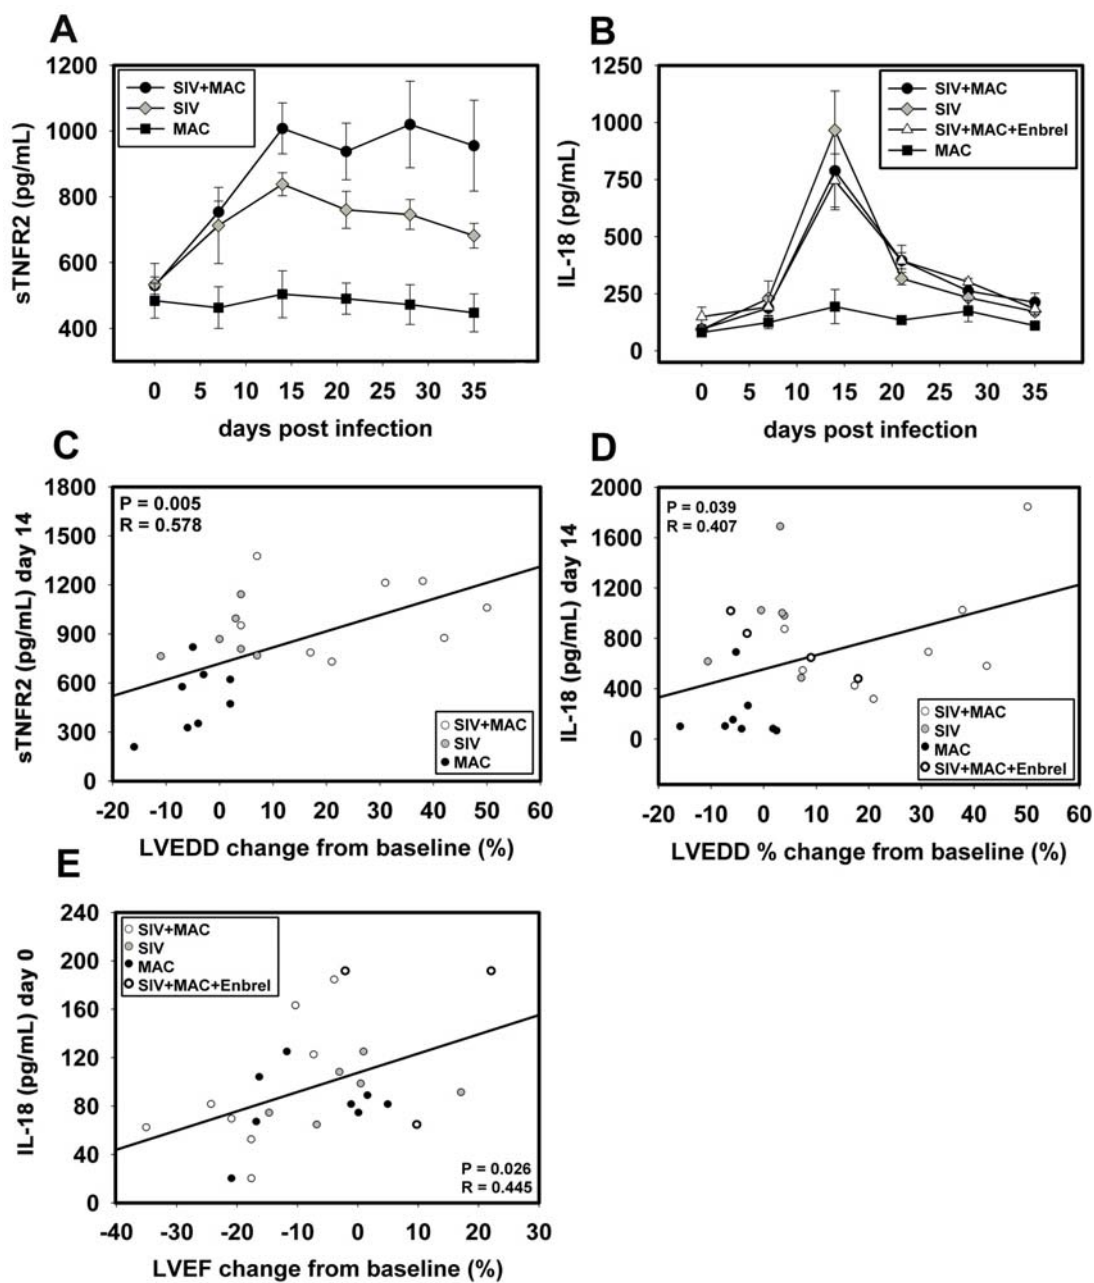 A
1200
1000
800
600
400
sTNFR2 (pg/mL)
SIV+MAC
SIV
MAC
0 5 10 15 20 25 30 35
days post infection
B
1250
1000
750
500
250
0
IL-18 (pg/mL)
SIV+MAC
SIV
SIV+MAC+Enbrel
MAC
0 5 10 15 20 25 30 35
days post infection
C
1800
1500
1200
900
600
300
0
sTNFR2 (pg/mL) day 14
P = 0.005
R = 0.578
SIV+MAC
SIV
MAC
-20 -10 0 10 20 30 40 50 60
LVEDD change from baseline (%)
D
2000
1600
1200
800
400
0
IL-18 (pg/mL) day 14
P = 0.039
R = 0.407
SIV+MAC
SIV
MAC
SIV+MAC+Enbrel
-20 -10 0 10 20 30 40 50 60
LVEDD % change from baseline (%)
E
240
200
160
120
80
40
0
IL-18 (pg/mL) day 0
SIV+MAC
SIV
MAC
SIV+MAC+Enbrel
P = 0.026
R = 0.445
-40 -30 -20 -10 0 10 20 30
LVEF change from baseline (%)